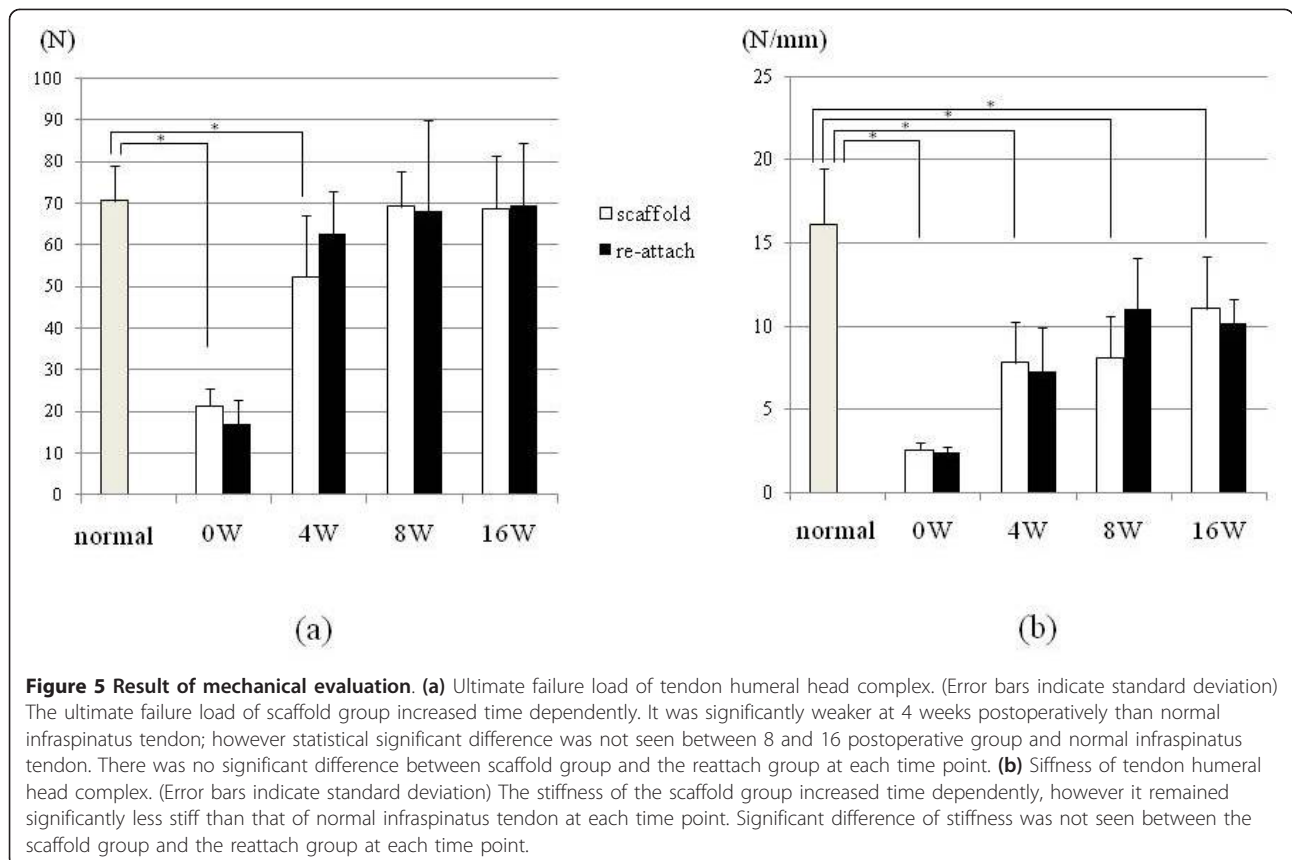 (N)
100
90
80
70
60
50
40
30
20
10
0
*
*
normal 0W 4W 8W 16W
scaffold
re-attach
(a)
(N/mm)
25
20
15
10
5
0
*
*
*
*
normal 0W 4W 8W 16W
(b)
Figure 5 Result of mechanical evaluation. (a) Ultimate failure load of tendon humeral head complex. (Error bars indicate standard deviation)
The ultimate failure load of scaffold group increased time dependently. It was significantly weaker at 4 weeks postoperatively than normal
infraspinatus tendon; however statistical significant difference was not seen between 8 and 16 postoperative group and normal infraspinatus
tendon. There was no significant difference between scaffold group and the reattach group at each time point. (b) Siffness of tendon humeral
head complex. (Error bars indicate standard deviation) The stiffness of the scaffold group increased time dependently, however it remained
significantly less stiff than that of normal infraspinatus tendon at each time point. Significant difference of stiffness was not seen between the
scaffold group and the reattach group at each time point.